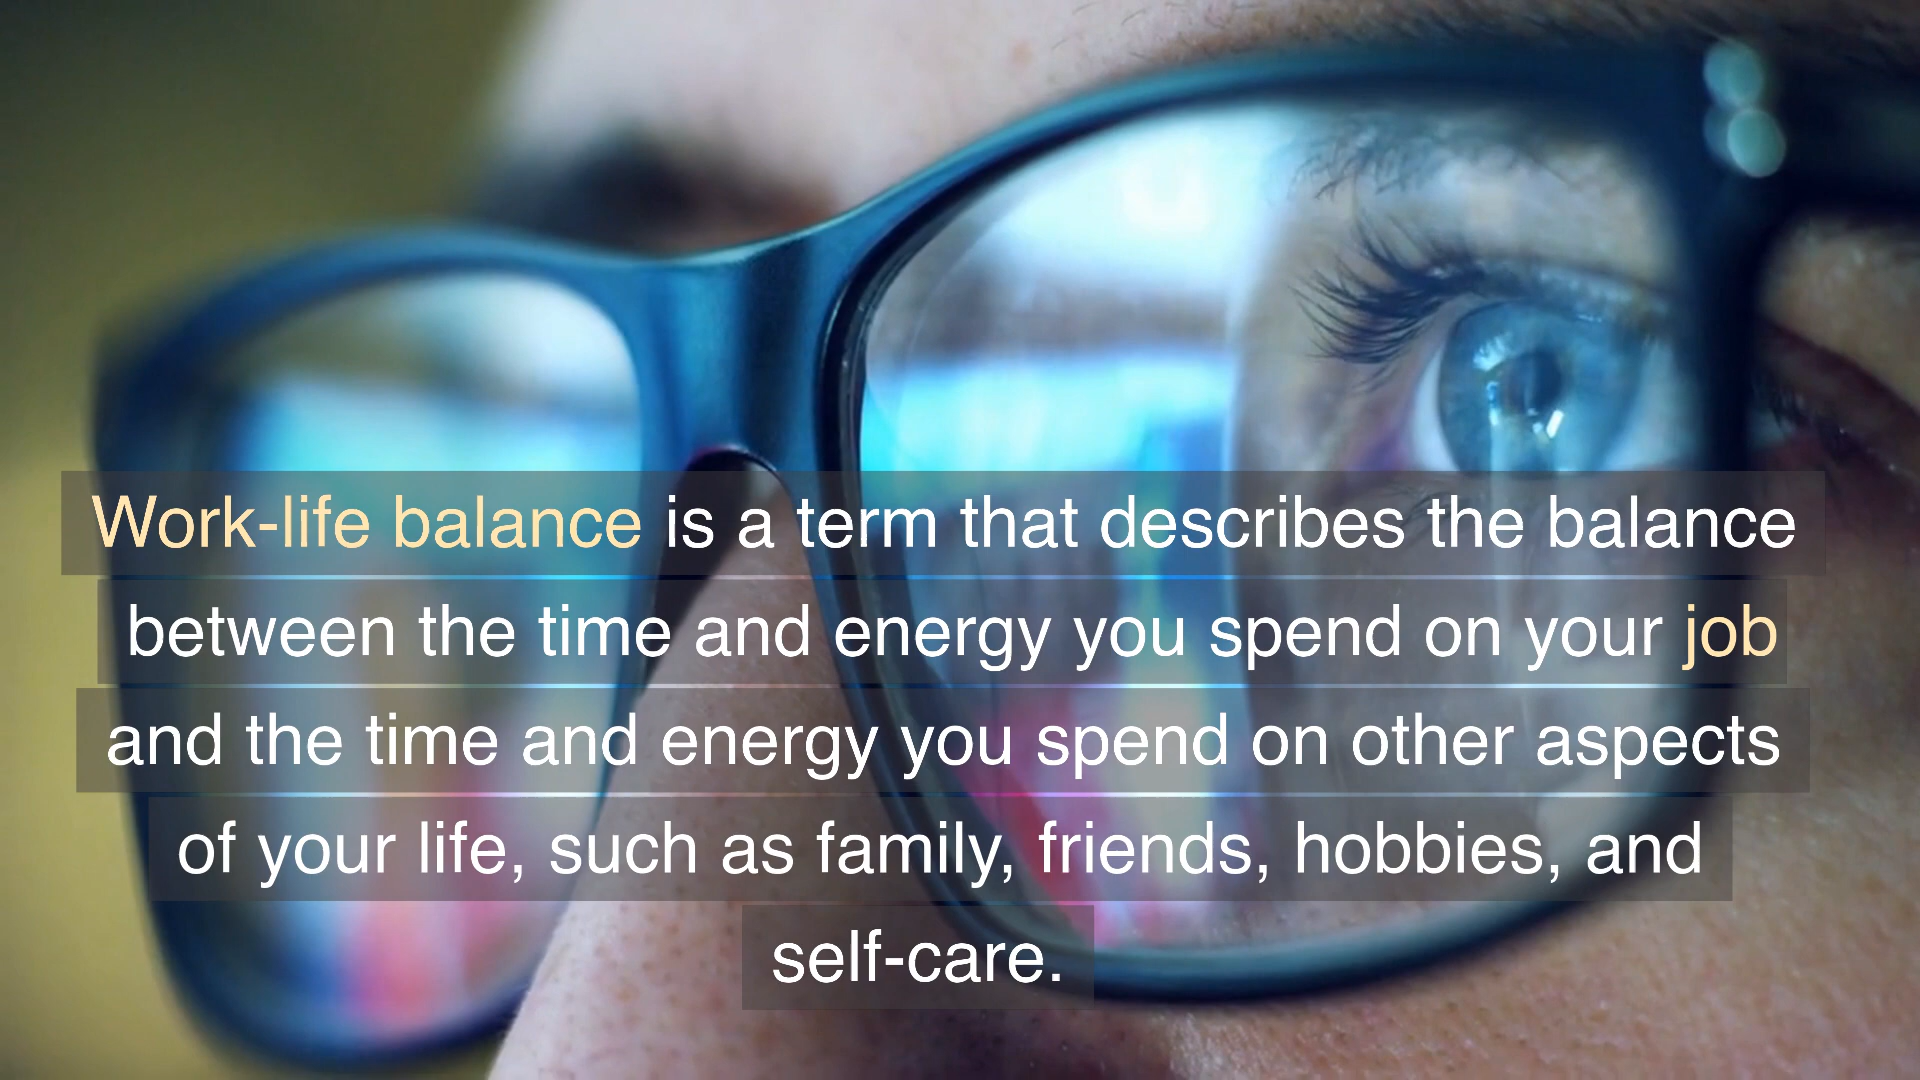 Work-life balance is a term that describes the balance
between the time and energy you spend on your job
and the time and energy you spend on other aspects
of your life, such as family, friends, hobbies, and
self-care.